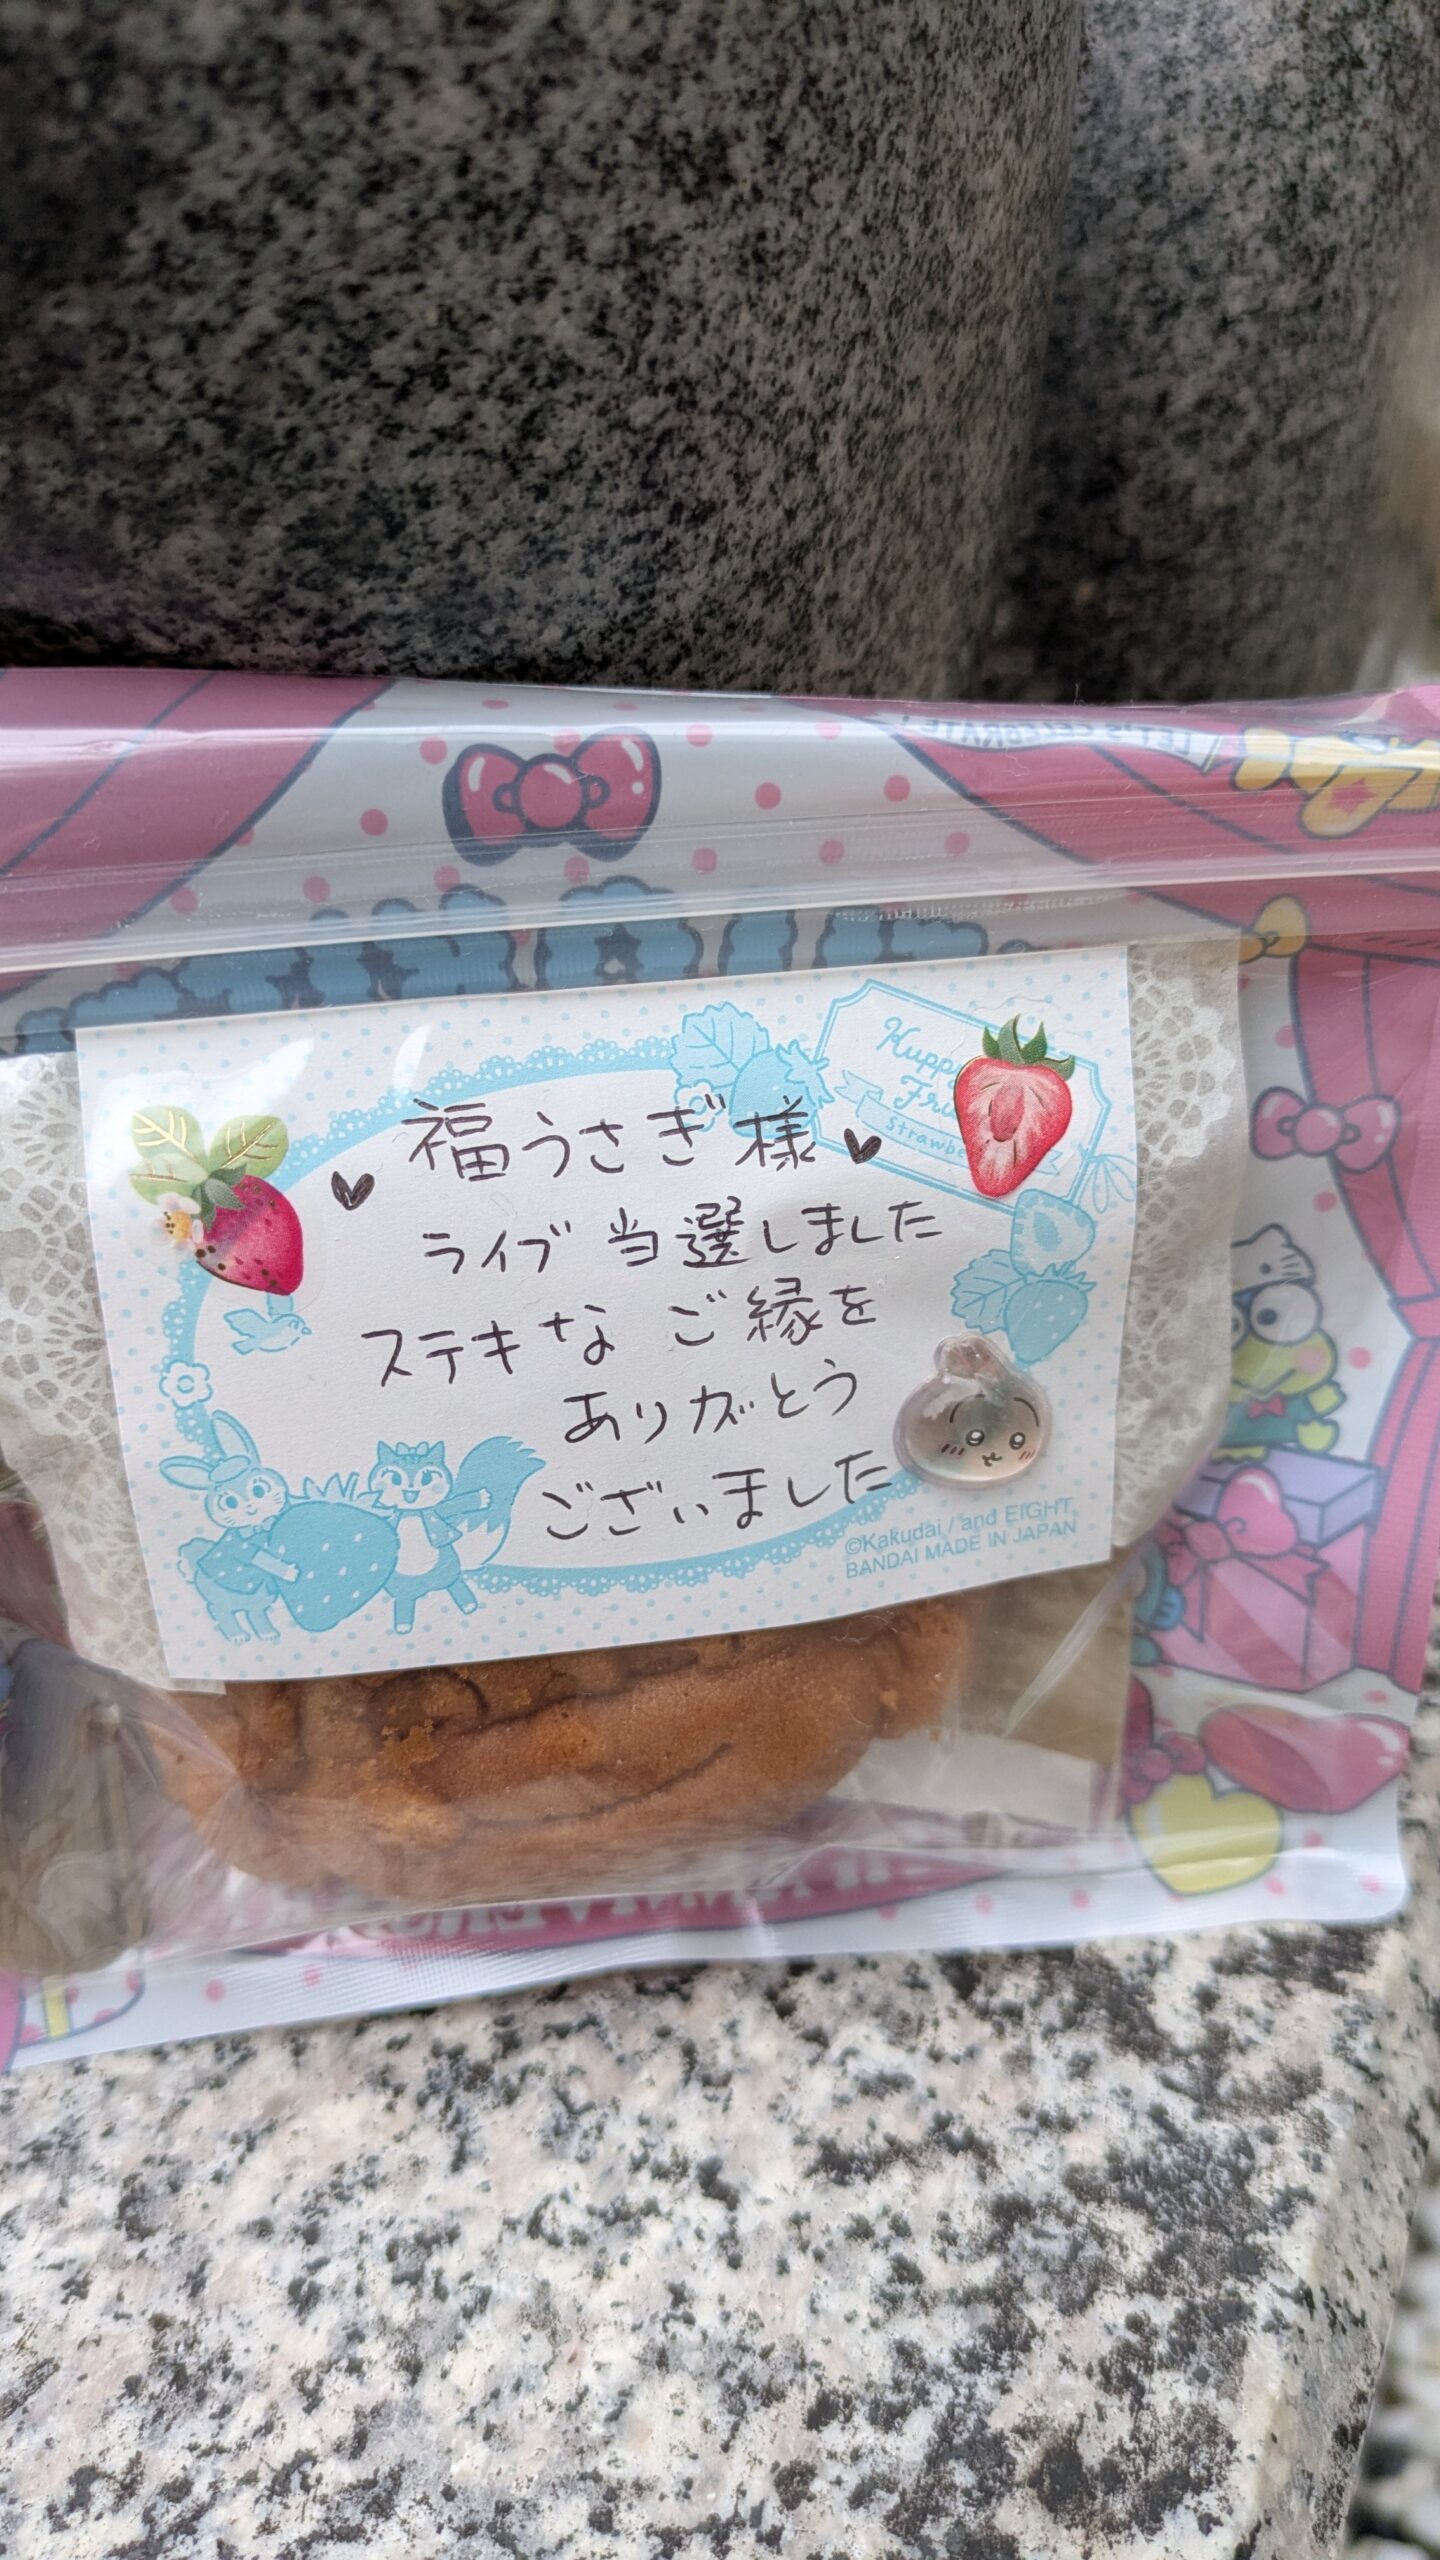 LET'S CELEBRATE!
♥ 福うさぎ様 ♥
ライブ当選しました
ステキなご縁を
ありがとう
ございました
©Kakudai / and EIGHT,
BANDAI MADE IN JAPAN